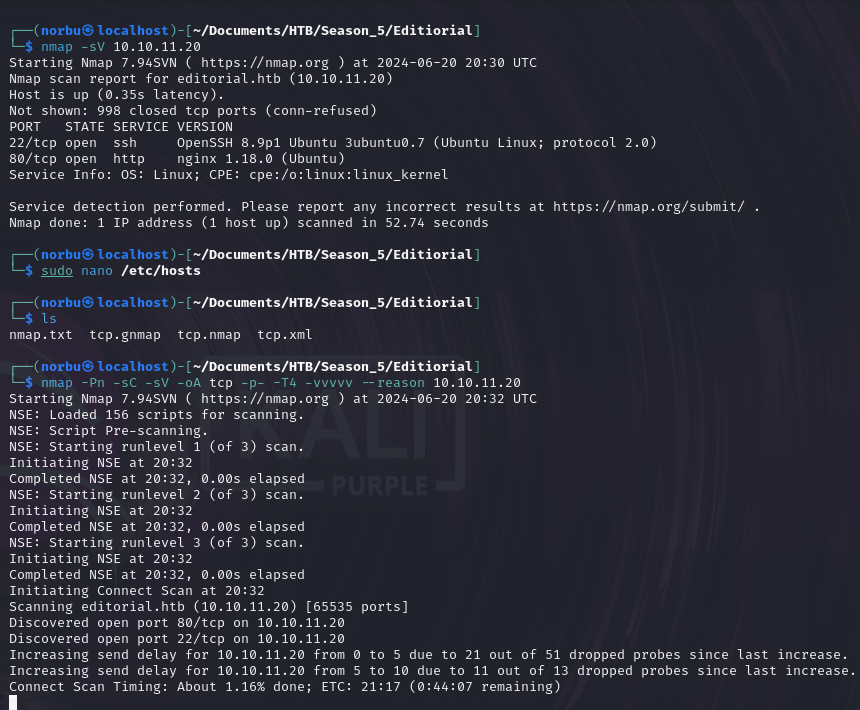 ┌──(norbu㉿localhost)-[~/Documents/HTB/Season_5/Editiorial]
└─$ nmap -sV 10.10.11.20
Starting Nmap 7.94SVN ( https://nmap.org ) at 2024-06-20 20:30 UTC
Nmap scan report for editorial.htb (10.10.11.20)
Host is up (0.35s latency).
Not shown: 998 closed tcp ports (conn-refused)
PORT   STATE SERVICE VERSION
22/tcp open  ssh     OpenSSH 8.9p1 Ubuntu 3ubuntu0.7 (Ubuntu Linux; protocol 2.0)
80/tcp open  http    nginx 1.18.0 (Ubuntu)
Service Info: OS: Linux; CPE: cpe:/o:linux:linux_kernel
Service detection performed. Please report any incorrect results at https://nmap.org/submit/ .
Nmap done: 1 IP address (1 host up) scanned in 52.74 seconds
┌──(norbu㉿localhost)-[~/Documents/HTB/Season_5/Editiorial]
└─$ sudo nano /etc/hosts
┌──(norbu㉿localhost)-[~/Documents/HTB/Season_5/Editiorial]
└─$ ls
nmap.txt  tcp.gnmap  tcp.nmap  tcp.xml
┌──(norbu㉿localhost)-[~/Documents/HTB/Season_5/Editiorial]
└─$ nmap -Pn -sC -sV -oA tcp -p- -T4 -vvvvv --reason 10.10.11.20
Starting Nmap 7.94SVN ( https://nmap.org ) at 2024-06-20 20:32 UTC
NSE: Loaded 156 scripts for scanning.
NSE: Script Pre-scanning.
NSE: Starting runlevel 1 (of 3) scan.
Initiating NSE at 20:32
Completed NSE at 20:32, 0.00s elapsed
NSE: Starting runlevel 2 (of 3) scan.
Initiating NSE at 20:32
Completed NSE at 20:32, 0.00s elapsed
NSE: Starting runlevel 3 (of 3) scan.
Initiating NSE at 20:32
Completed NSE at 20:32, 0.00s elapsed
Initiating Connect Scan at 20:32
Scanning editorial.htb (10.10.11.20) [65535 ports]
Discovered open port 80/tcp on 10.10.11.20
Discovered open port 22/tcp on 10.10.11.20
Increasing send delay for 10.10.11.20 from 0 to 5 due to 21 out of 51 dropped probes since last increase.
Increasing send delay for 10.10.11.20 from 5 to 10 due to 11 out of 13 dropped probes since last increase.
Connect Scan Timing: About 1.16% done; ETC: 21:17 (0:44:07 remaining)
KALI
PURPLE